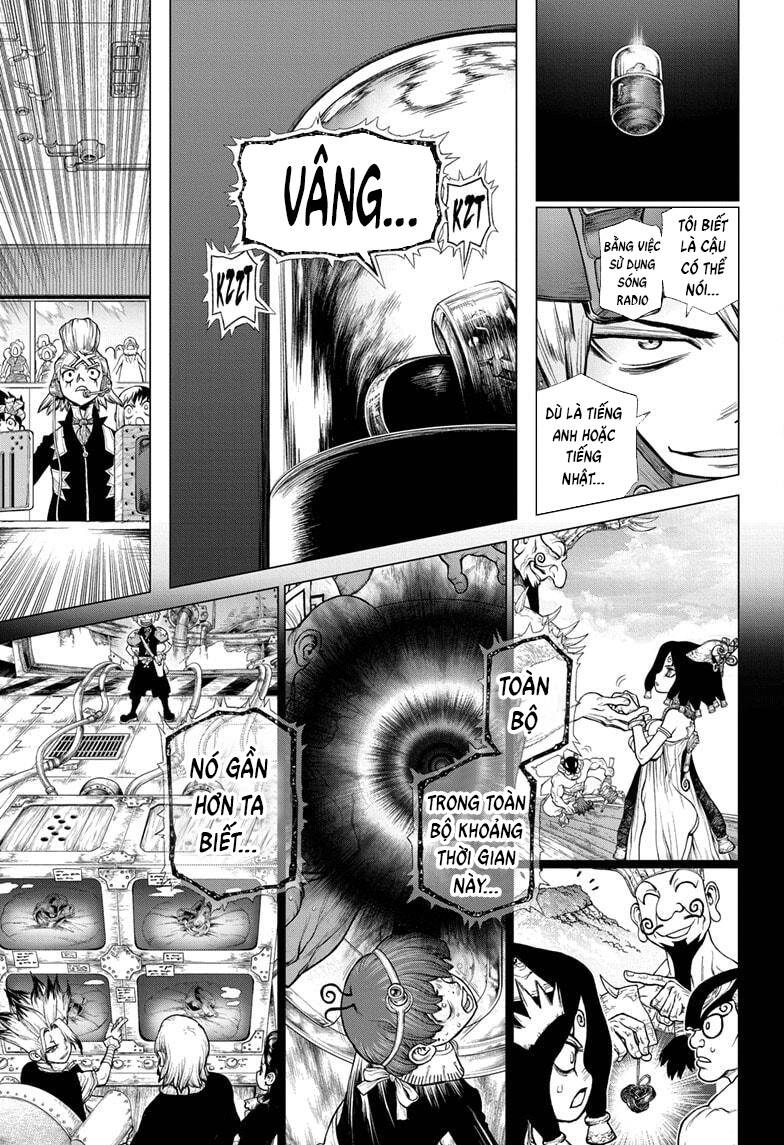 TÔI BIẾT
LÀ CẬU
CÓ THỂ
NÓI...
BẰNG VIỆC
SỬ DỤNG
SÓNG
RADIO
DÙ LÀ TIẾNG
ANH HOẶC
TIẾNG
NHẬT...
VÂNG...
KZT
KZZT
TOÀN
BỘ
TRONG TOÀN
BỘ KHOẢNG
THỜI GIAN
NÀY...
NÓ GẦN
HƠN TA
BIẾT...